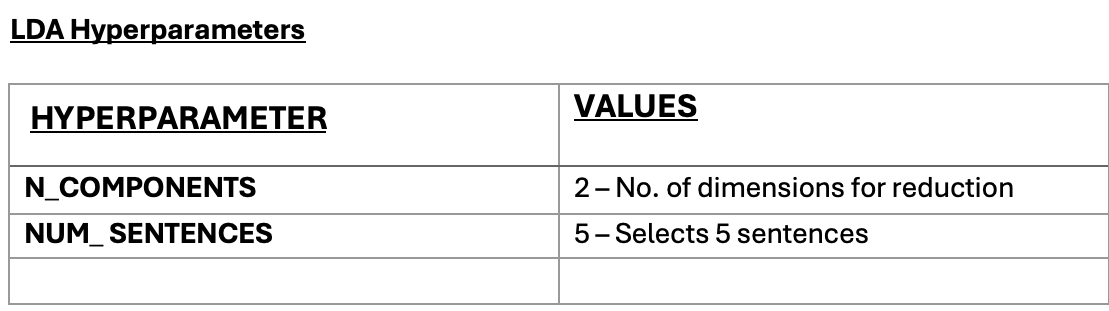 LDA Hyperparameters
HYPERPARAMETER
VALUES
N_COMPONENTS
2 – No. of dimensions for reduction
NUM_ SENTENCES
5 – Selects 5 sentences